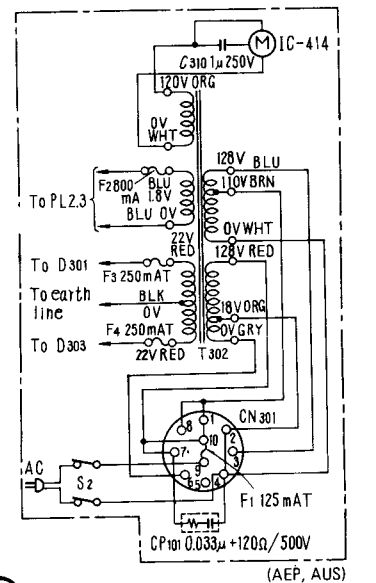 M IC-414
C310 1μ 250V
120V ORG
0V
WHT
128V BLU
110V BRN
F2 800
mA
BLU
1.8V
To PL2,3
BLU 0V
0V WHT
22V
RED
128V RED
To D301
F3 250mAT
To earth
line
BLK
0V
18V ORG
0V GRY
F4 250mAT
To D303
22V RED
T302
CN301
1
8
2
10
7
3
9
6
5
4
AC
S2
F1 125 mAT
CP101 0.033μ+120Ω/500V
(AEP, AUS)